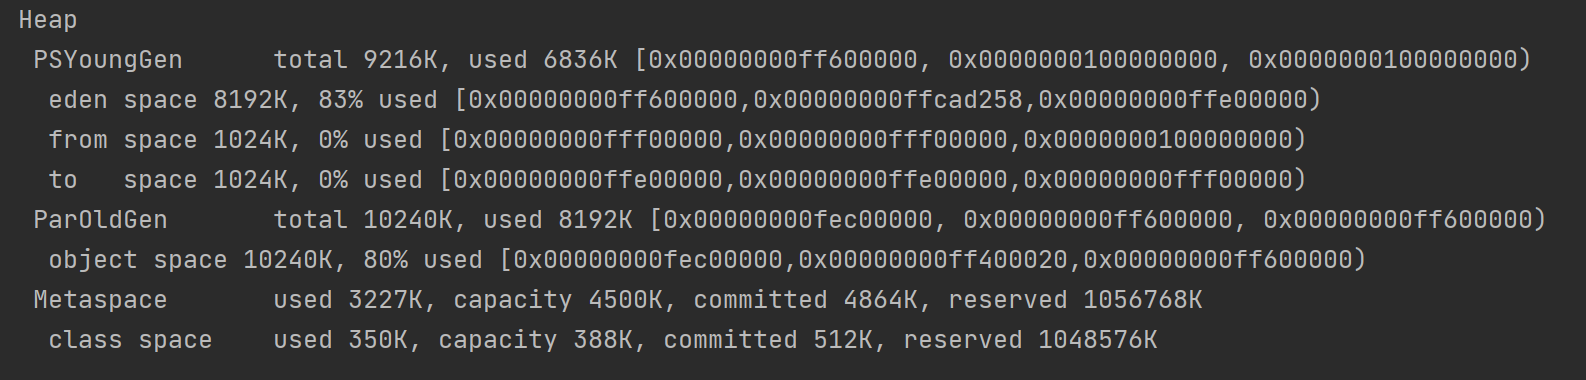 Heap
PSYoungGen      total 9216K, used 6836K [0x00000000ff600000, 0x0000000100000000, 0x0000000100000000)
eden space 8192K, 83% used [0x00000000ff600000,0x00000000ffcad258,0x00000000ffe00000)
from space 1024K, 0% used [0x00000000fff00000,0x00000000fff00000,0x0000000100000000)
to   space 1024K, 0% used [0x00000000ffe00000,0x00000000ffe00000,0x00000000fff00000)
ParOldGen       total 10240K, used 8192K [0x00000000fec00000, 0x00000000ff600000, 0x00000000ff600000)
object space 10240K, 80% used [0x00000000fec00000,0x00000000ff400020,0x00000000ff600000)
Metaspace       used 3227K, capacity 4500K, committed 4864K, reserved 1056768K
class space    used 350K, capacity 388K, committed 512K, reserved 1048576K